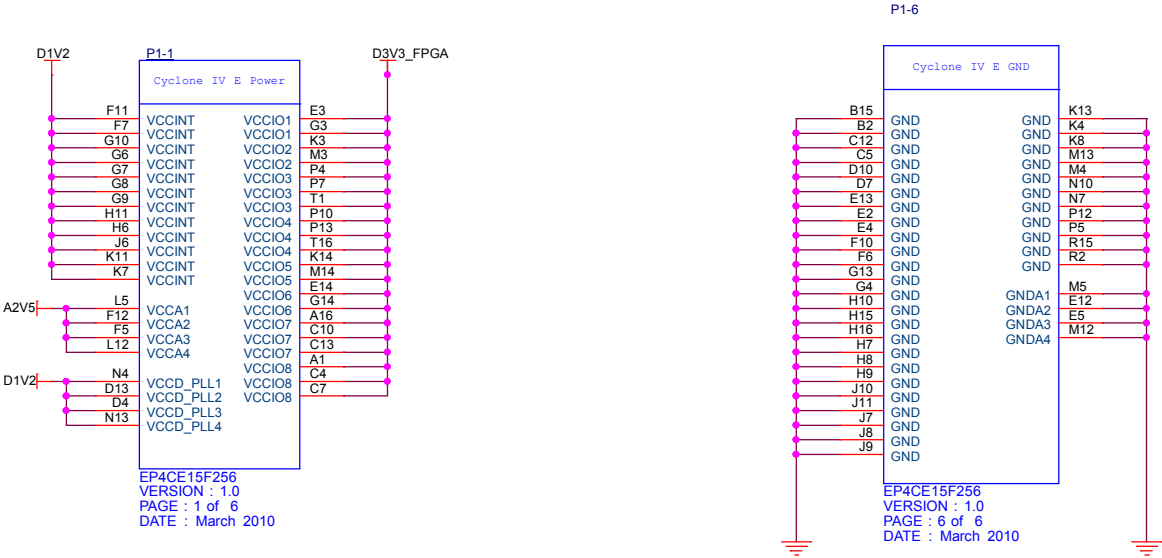 P1-6
D1V2
P1-1
D3V3_FPGA
Cyclone IV E Power
F11 VCCINT VCCIO1 E3
F7 VCCINT VCCIO1 G3
G10 VCCINT VCCIO2 K3
G6 VCCINT VCCIO2 M3
G7 VCCINT VCCIO3 P4
G8 VCCINT VCCIO3 P7
G9 VCCINT VCCIO3 T1
H11 VCCINT VCCIO4 P10
H6 VCCINT VCCIO4 P13
J6 VCCINT VCCIO4 T16
K11 VCCINT VCCIO5 K14
K7 VCCINT VCCIO5 M14
VCCIO6 E14
A2V5 L5 VCCA1 VCCIO6 G14
F12 VCCA2 VCCIO7 A16
F5 VCCA3 VCCIO7 C10
L12 VCCA4 VCCIO7 C13
VCCIO8 A1
D1V2 N4 VCCD_PLL1 VCCIO8 C4
D13 VCCD_PLL2 VCCIO8 C7
D4 VCCD_PLL3
N13 VCCD_PLL4
EP4CE15F256
VERSION : 1.0
PAGE : 1 of 6
DATE : March 2010
Cyclone IV E GND
B15 GND GND K13
B2 GND GND K4
C12 GND GND K8
C5 GND GND M13
D10 GND GND M4
D7 GND GND N10
E13 GND GND N7
E2 GND GND P12
E4 GND GND P5
F10 GND GND R15
F6 GND GND R2
G13 GND
G4 GND GNDA1 M5
H10 GND GNDA2 E12
H15 GND GNDA3 E5
H16 GND GNDA4 M12
H7 GND
H8 GND
H9 GND
J10 GND
J11 GND
J7 GND
J8 GND
J9 GND
EP4CE15F256
VERSION : 1.0
PAGE : 6 of 6
DATE : March 2010